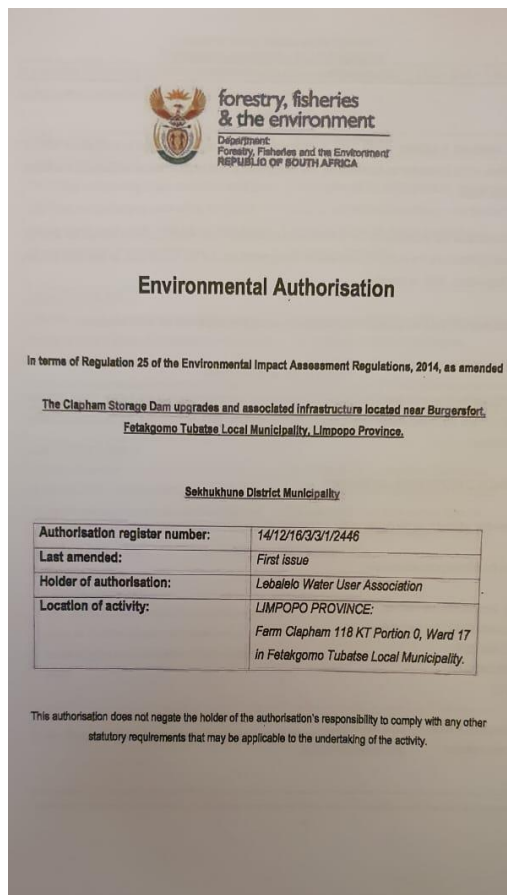 forestry, fisheries
& the environment
Department:
Forestry, Fisheries and the Environment
REPUBLIC OF SOUTH AFRICA
Environmental Authorisation
In terms of Regulation 25 of the Environmental Impact Assessment Regulations, 2014, as amended
The Clapham Storage Dam upgrades and associated infrastructure located near Burgersfort,
Fetakgomo Tubatse Local Municipality, Limpopo Province.
Sekhukhune District Municipality
Authorisation register number: 14/12/16/3/3/1/2446
Last amended: First issue
Holder of authorisation: Lebalelo Water User Association
Location of activity: LIMPOPO PROVINCE:
Farm Clapham 118 KT Portion 0, Ward 17
in Fetakgomo Tubatse Local Municipality.
This authorisation does not negate the holder of the authorisation's responsibility to comply with any other
statutory requirements that may be applicable to the undertaking of the activity.